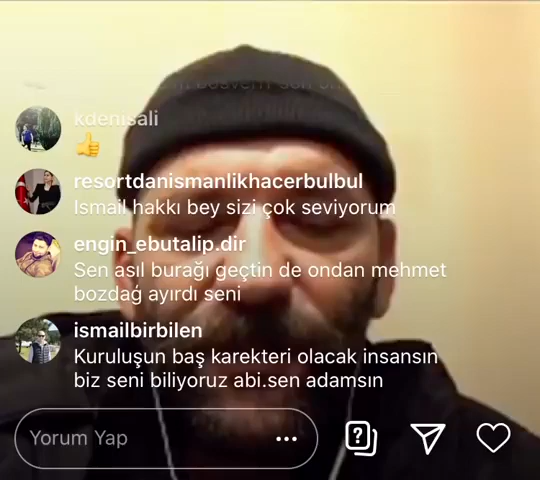 kdenisali
👍
resortdanismanlikhacerbulbul
Ismail hakkı bey sizi çok seviyorum
engin_ebutalip.dir
Sen asıl burağı geçtin de ondan mehmet
bozdağ ayırdı seni
ismailbirbilen
Kuruluşun baş karekteri olacak insansın
biz seni biliyoruz abi.sen adamsın
Yorum Yap